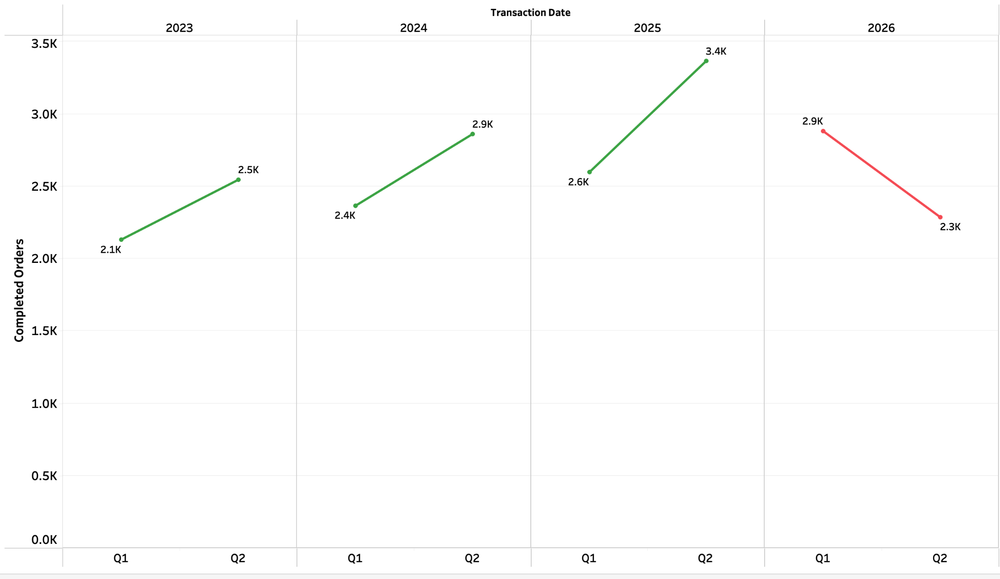 Transaction Date
2023 2024 2025 2026
3.5K
3.4K
3.0K
2.9K 2.9K
2.5K
2.5K
2.6K
2.4K
2.3K
2.1K
2.0K
Completed Orders
1.5K
1.0K
0.5K
0.0K
Q1 Q2 Q1 Q2 Q1 Q2 Q1 Q2